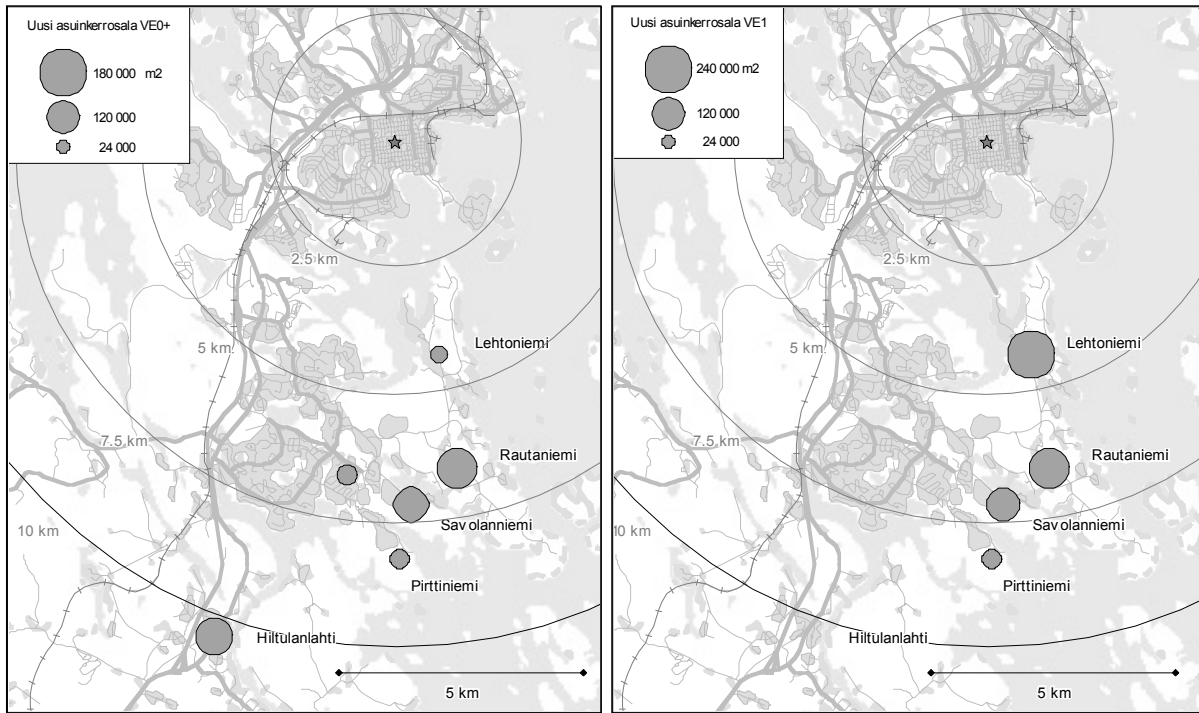 Uusi asuinkerrosala VE0+
180 000 m2
120 000
24 000
2.5 km
5 km
7.5 km
10 km
Lehtoniemi
Rautaniemi
Savolanniemi
Pirttiniemi
Hiltulanlahti
5 km
Uusi asuinkerrosala VE1
240 000 m2
120 000
24 000
2.5 km
5 km
7.5 km
10 km
Lehtoniemi
Rautaniemi
Savolanniemi
Pirttiniemi
Hiltulanlahti
5 km